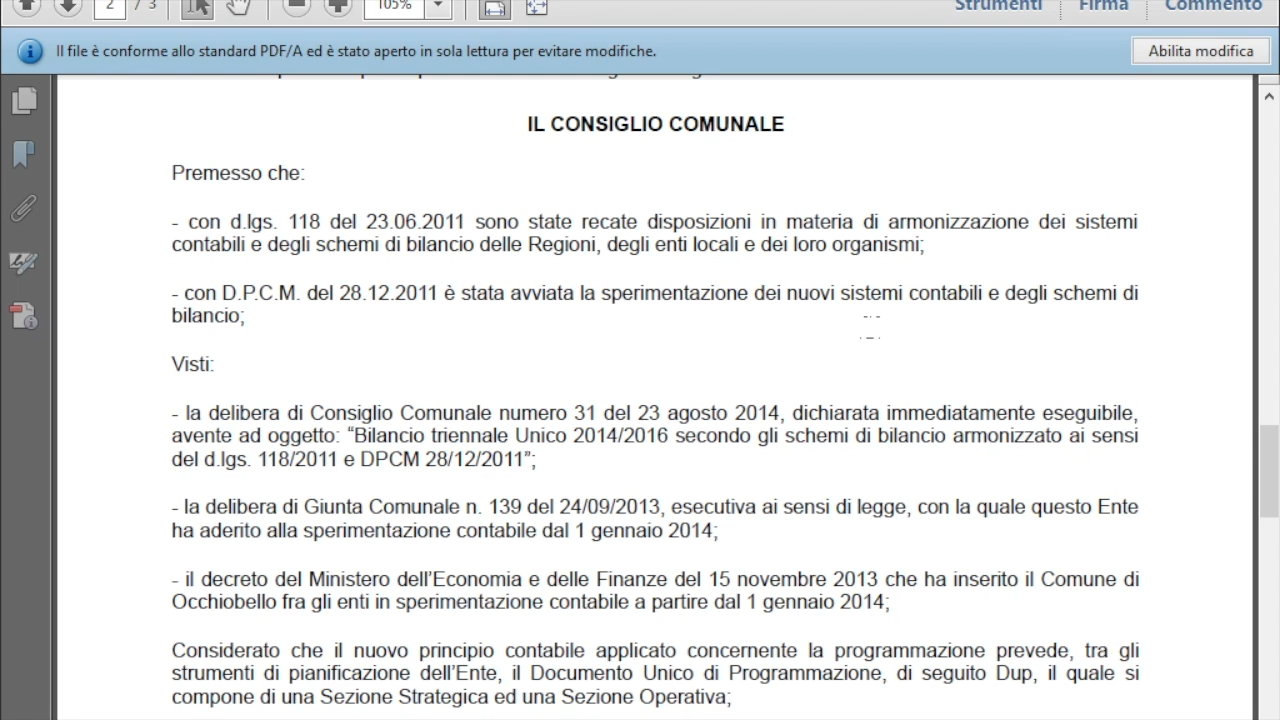 2 / 3 105% Strumenti Firma Commento
Il file è conforme allo standard PDF/A ed è stato aperto in sola lettura per evitare modifiche. Abilita modifica
IL CONSIGLIO COMUNALE
Premesso che:
- con d.lgs. 118 del 23.06.2011 sono state recate disposizioni in materia di armonizzazione dei sistemi
contabili e degli schemi di bilancio delle Regioni, degli enti locali e dei loro organismi;
- con D.P.C.M. del 28.12.2011 è stata avviata la sperimentazione dei nuovi sistemi contabili e degli schemi di
bilancio;
Visti:
- la delibera di Consiglio Comunale numero 31 del 23 agosto 2014, dichiarata immediatamente eseguibile,
avente ad oggetto: “Bilancio triennale Unico 2014/2016 secondo gli schemi di bilancio armonizzato ai sensi
del d.lgs. 118/2011 e DPCM 28/12/2011”;
- la delibera di Giunta Comunale n. 139 del 24/09/2013, esecutiva ai sensi di legge, con la quale questo Ente
ha aderito alla sperimentazione contabile dal 1 gennaio 2014;
- il decreto del Ministero dell’Economia e delle Finanze del 15 novembre 2013 che ha inserito il Comune di
Occhiobello fra gli enti in sperimentazione contabile a partire dal 1 gennaio 2014;
Considerato che il nuovo principio contabile applicato concernente la programmazione prevede, tra gli
strumenti di pianificazione dell’Ente, il Documento Unico di Programmazione, di seguito Dup, il quale si
compone di una Sezione Strategica ed una Sezione Operativa;